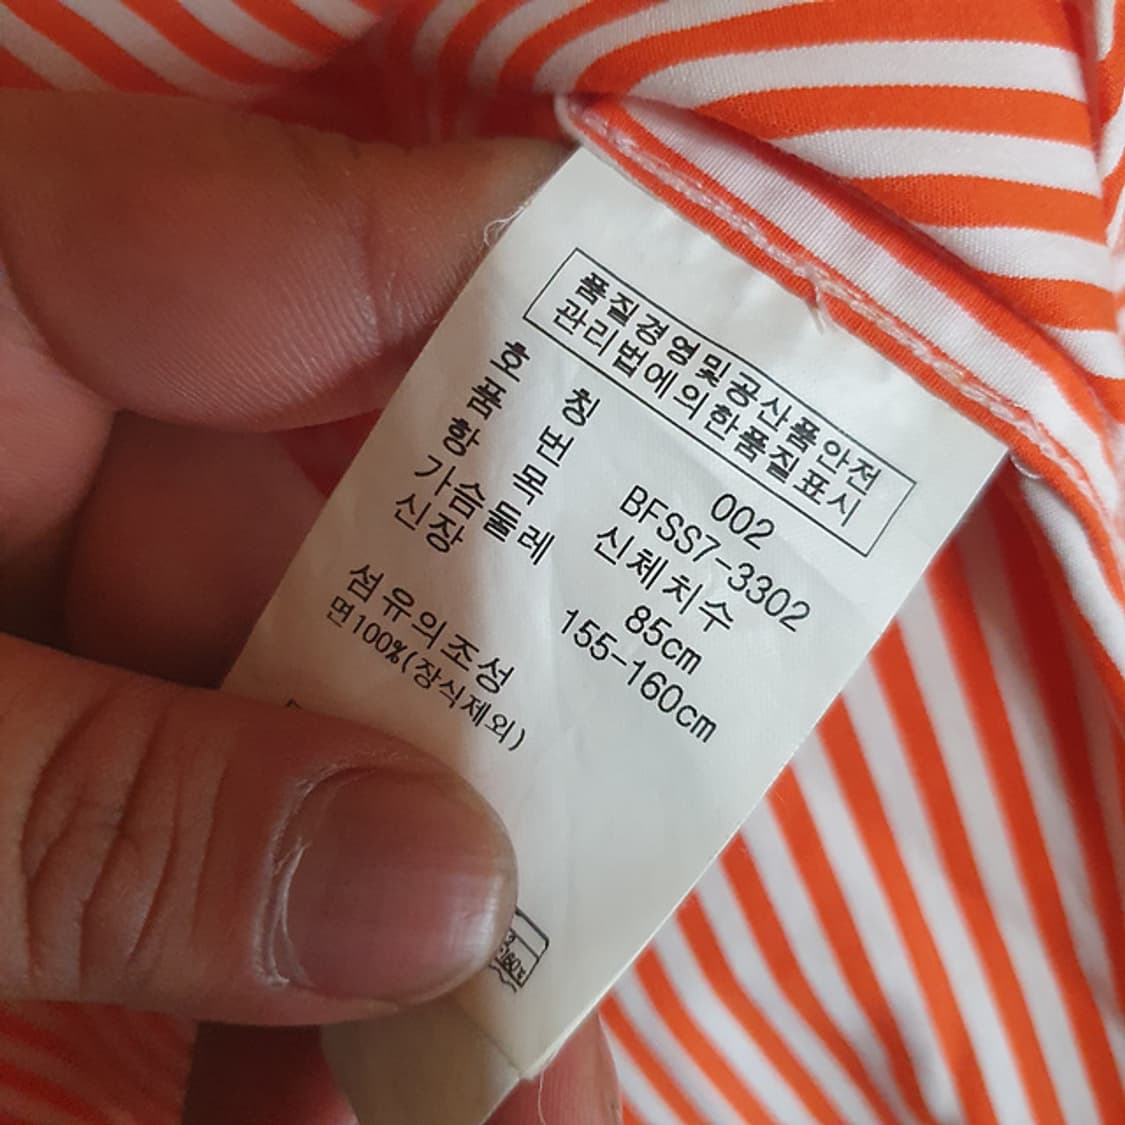 품질경영및공산품안전
관리법에의한품질표시
호 칭 002
품 번 BFSS7-3302
항 목 신체치수
가슴둘레 85cm
신장 155-160cm
섬유의조성
면100%(장식제외)